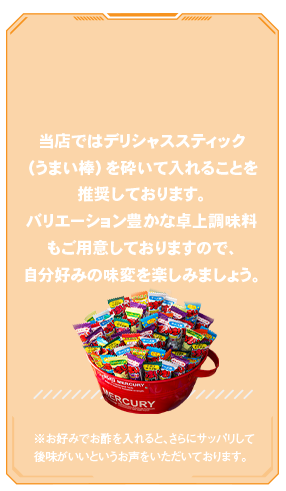 当店ではデリシャススティック
（うまい棒）を砕いて入れることを
推奨しております。
バリエーション豊かな卓上調味料
もご用意しておりますので、
自分好みの味変を楽しみましょう。
MERCURY
MERCURY
※お好みでお酢を入れると、さらにサッパリして
後味がいいというお声をいただいております。